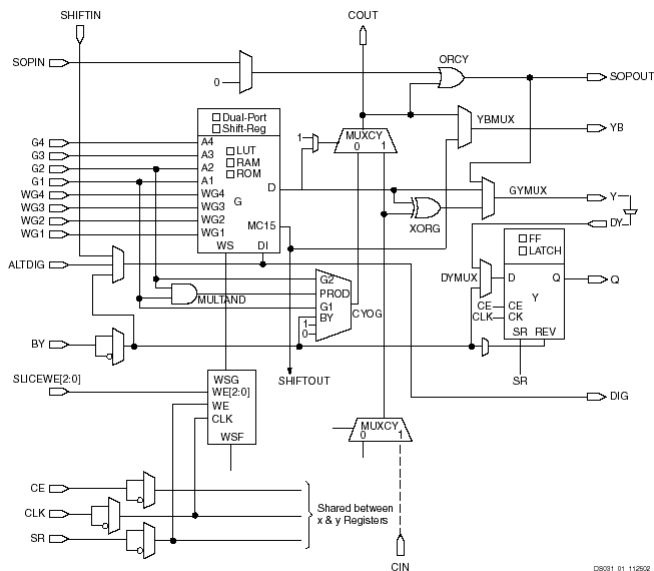 SHIFTIN
COUT
SOPIN
0
ORCY
SOPOUT
Dual-Port
Shift-Reg
YBMUX
YB
MUXCY
1
0 1
G4
G3
G2
G1
WG4
WG3
WG2
WG1
A4
A3
A2
A1
WG4
WG3
WG2
WG1
LUT
RAM
ROM
G
D
MC15
WS DI
GYMUX
Y
DY
XORG
ALTDIG
MULTAND
G2
PROD
G1
BY
1
0
CYOG
DYMUX
FF
LATCH
D Q
Y
CE
CLK
CE
CK
SR REV
Q
BY
SR
SHIFTOUT
SLICEWE[2:0]
WSG
WE[2:0]
WE
CLK
WSF
DIG
MUXCY
0 1
CE
CLK
SR
Shared between
x & y Registers
CIN
DS031_01_112502